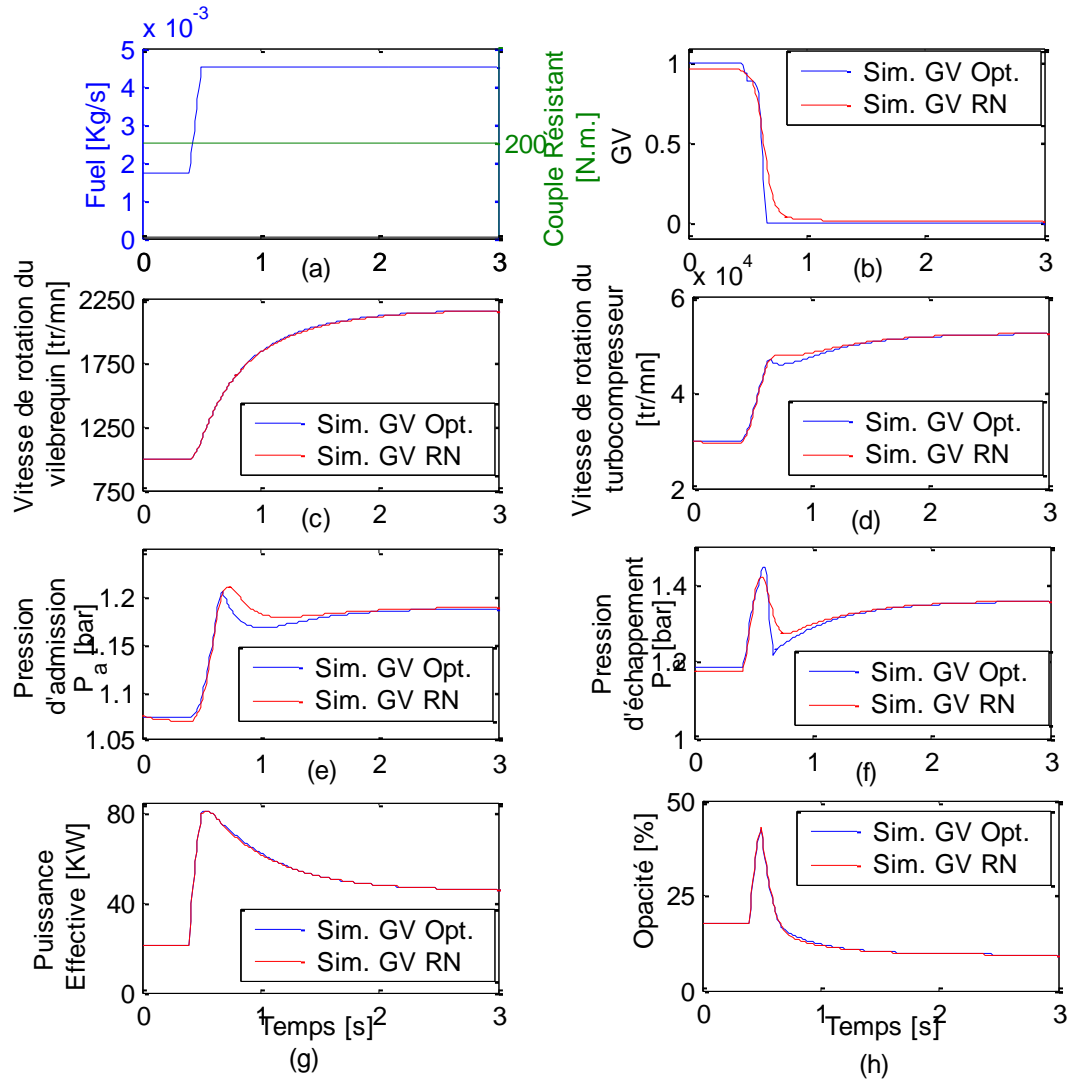 x 10-3
5
4
3
2
1
0
Fuel [Kg/s]
200
Couple Résistant
[N.m.]
0
1
2
3
(a)
1
0.5
0
GV
Sim. GV Opt.
Sim. GV RN
0
1
2
3
(b)
2250
1750
1250
750
Vitesse de rotation du
vilebrequin [tr/mn]
Sim. GV Opt.
Sim. GV RN
0
1
2
3
(c)
x 10 4
6
4
2
Vitesse de rotation du
turbocompresseur
[tr/mn]
Sim. GV Opt.
Sim. GV RN
0
1
2
3
(d)
1.2
1.15
1.1
1.05
Pression
d'admission
Pa [bar]
Sim. GV Opt.
Sim. GV RN
0
1
2
3
(e)
1.4
1.2
1
Pression
d'échappement
Pa [bar]
Sim. GV Opt.
Sim. GV RN
0
1
2
3
(f)
80
40
0
Puissance
Effective [KW]
Sim. GV Opt.
Sim. GV RN
0
1
2
3
Temps [s]
(g)
50
25
0
Opacité [%]
Sim. GV Opt.
Sim. GV RN
0
1
2
3
Temps [s]
(h)